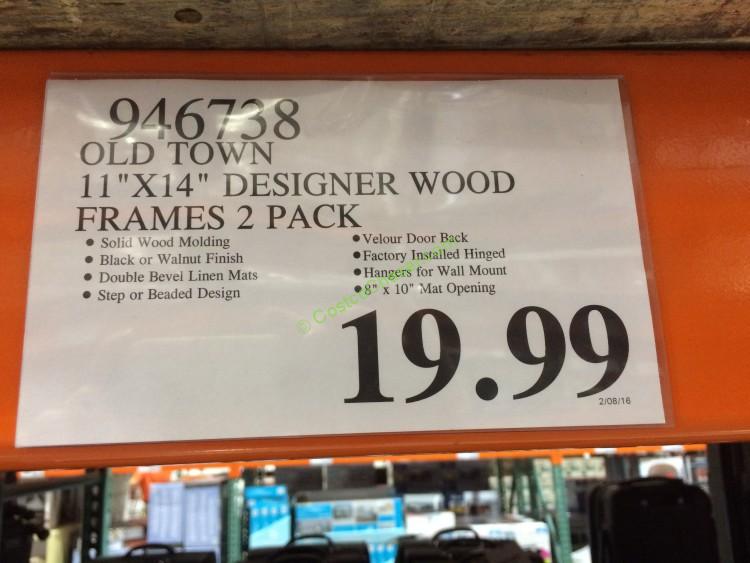 946738
OLD TOWN
11"X14" DESIGNER WOOD
FRAMES 2 PACK
• Solid Wood Molding
• Black or Walnut Finish
• Double Bevel Linen Mats
• Step or Beaded Design
• Velour Door Back
• Factory Installed Hinged
• Hangers for Wall Mount
• 8" x 10" Mat Opening
19.99
2/08/16